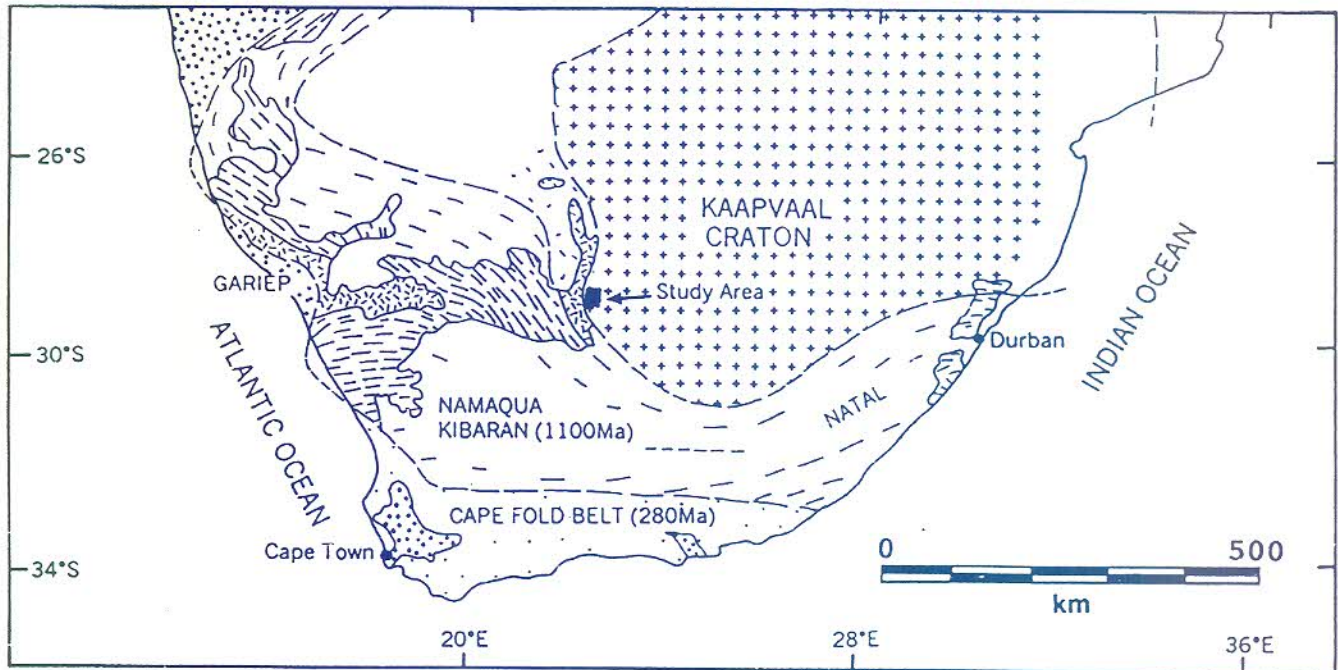 26°S
KAAPVAAL
CRATON
GARIEP
Study Area
INDIAN OCEAN
30°S
Durban
ATLANTIC OCEAN
NATAL
NAMAQUA
KIBARAN (1100Ma)
CAPE FOLD BELT (280Ma)
Cape Town
0 500
34°S
km
20°E 28°E 36°E